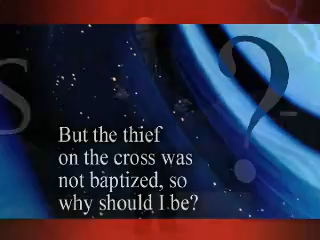 S
?
But the thief
on the cross was
not baptized, so
why should I be?